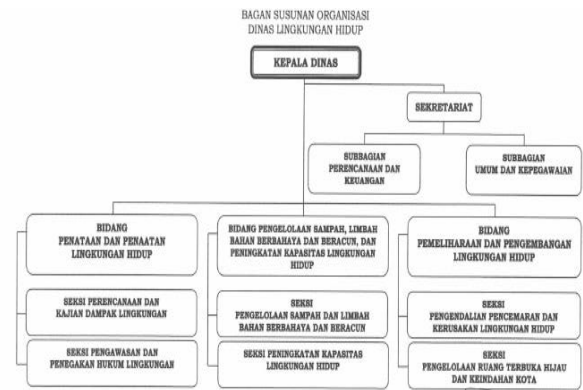 BAGAN SUSUNAN ORGANISASI
DINAS LINGKUNGAN HIDUP
KEPALA DINAS
SEKRETARIAT
SUBBAGIAN
PERENCANAAN DAN
KEUANGAN
SUBBAGIAN
UMUM DAN KEPEGAWAIAN
BIDANG
PENATAAN DAN PENAATAN
LINGKUNGAN HIDUP
BIDANG PENGELOLAAN SAMPAH, LIMBAH
BAHAN BERBAHAYA DAN BERACUN, DAN
PENINGKATAN KAPASITAS LINGKUNGAN
HIDUP
BIDANG
PEMELIHARAAN DAN PENGEMBANGAN
LINGKUNGAN HIDUP
SEKSI PERENCANAAN DAN
KAJIAN DAMPAK LINGKUNGAN
SEKSI
PENGELOLAAN SAMPAH DAN LIMBAH
BAHAN BERBAHAYA DAN BERACUN
SEKSI
PENGENDALIAN PENCEMARAN DAN
KERUSAKAN LINGKUNGAN HIDUP
SEKSI PENGAWASAN DAN
PENEGAKAN HUKUM LINGKUNGAN
SEKSI PENINGKATAN KAPASITAS
LINGKUNGAN HIDUP
SEKSI
PENGELOLAAN RUANG TERBUKA HIJAU
DAN KEINDAHAN KOTA